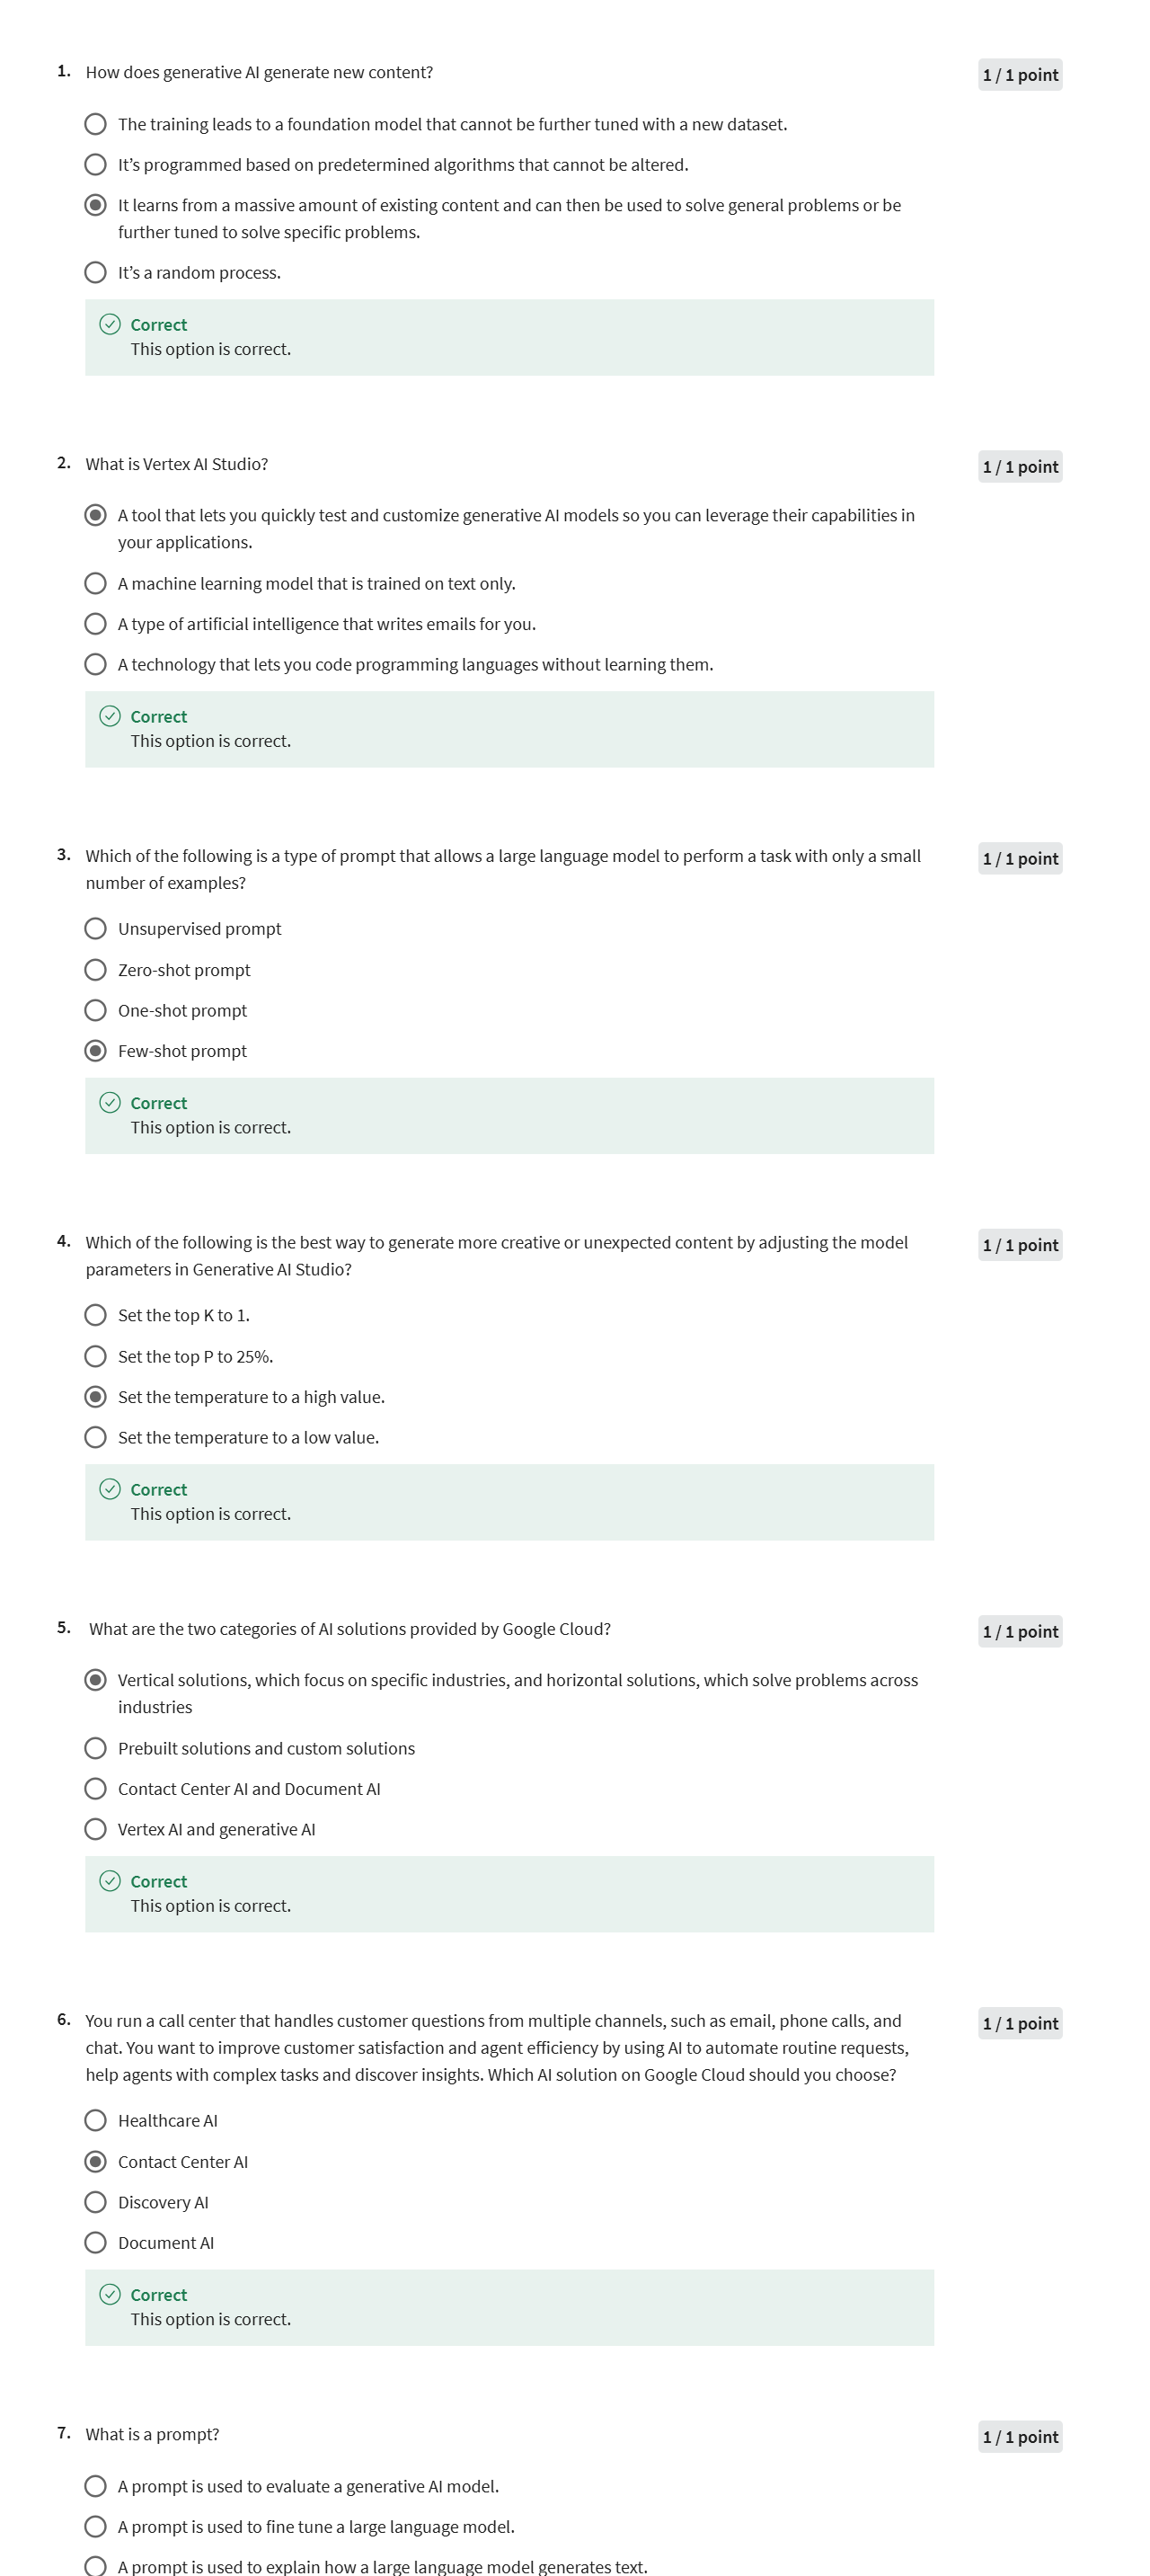 1. How does generative AI generate new content?
1 / 1 point
The training leads to a foundation model that cannot be further tuned with a new dataset.
It’s programmed based on predetermined algorithms that cannot be altered.
It learns from a massive amount of existing content and can then be used to solve general problems or be
further tuned to solve specific problems.
It’s a random process.
Correct
This option is correct.
2. What is Vertex AI Studio?
1 / 1 point
A tool that lets you quickly test and customize generative AI models so you can leverage their capabilities in
your applications.
A machine learning model that is trained on text only.
A type of artificial intelligence that writes emails for you.
A technology that lets you code programming languages without learning them.
Correct
This option is correct.
3. Which of the following is a type of prompt that allows a large language model to perform a task with only a small
number of examples?
1 / 1 point
Unsupervised prompt
Zero-shot prompt
One-shot prompt
Few-shot prompt
Correct
This option is correct.
4. Which of the following is the best way to generate more creative or unexpected content by adjusting the model
parameters in Generative AI Studio?
1 / 1 point
Set the top K to 1.
Set the top P to 25%.
Set the temperature to a high value.
Set the temperature to a low value.
Correct
This option is correct.
5. What are the two categories of AI solutions provided by Google Cloud?
1 / 1 point
Vertical solutions, which focus on specific industries, and horizontal solutions, which solve problems across
industries
Prebuilt solutions and custom solutions
Contact Center AI and Document AI
Vertex AI and generative AI
Correct
This option is correct.
6. You run a call center that handles customer questions from multiple channels, such as email, phone calls, and
chat. You want to improve customer satisfaction and agent efficiency by using AI to automate routine requests,
help agents with complex tasks and discover insights. Which AI solution on Google Cloud should you choose?
1 / 1 point
Healthcare AI
Contact Center AI
Discovery AI
Document AI
Correct
This option is correct.
7. What is a prompt?
1 / 1 point
A prompt is used to evaluate a generative AI model.
A prompt is used to fine tune a large language model.
A prompt is used to explain how a large language model generates text.